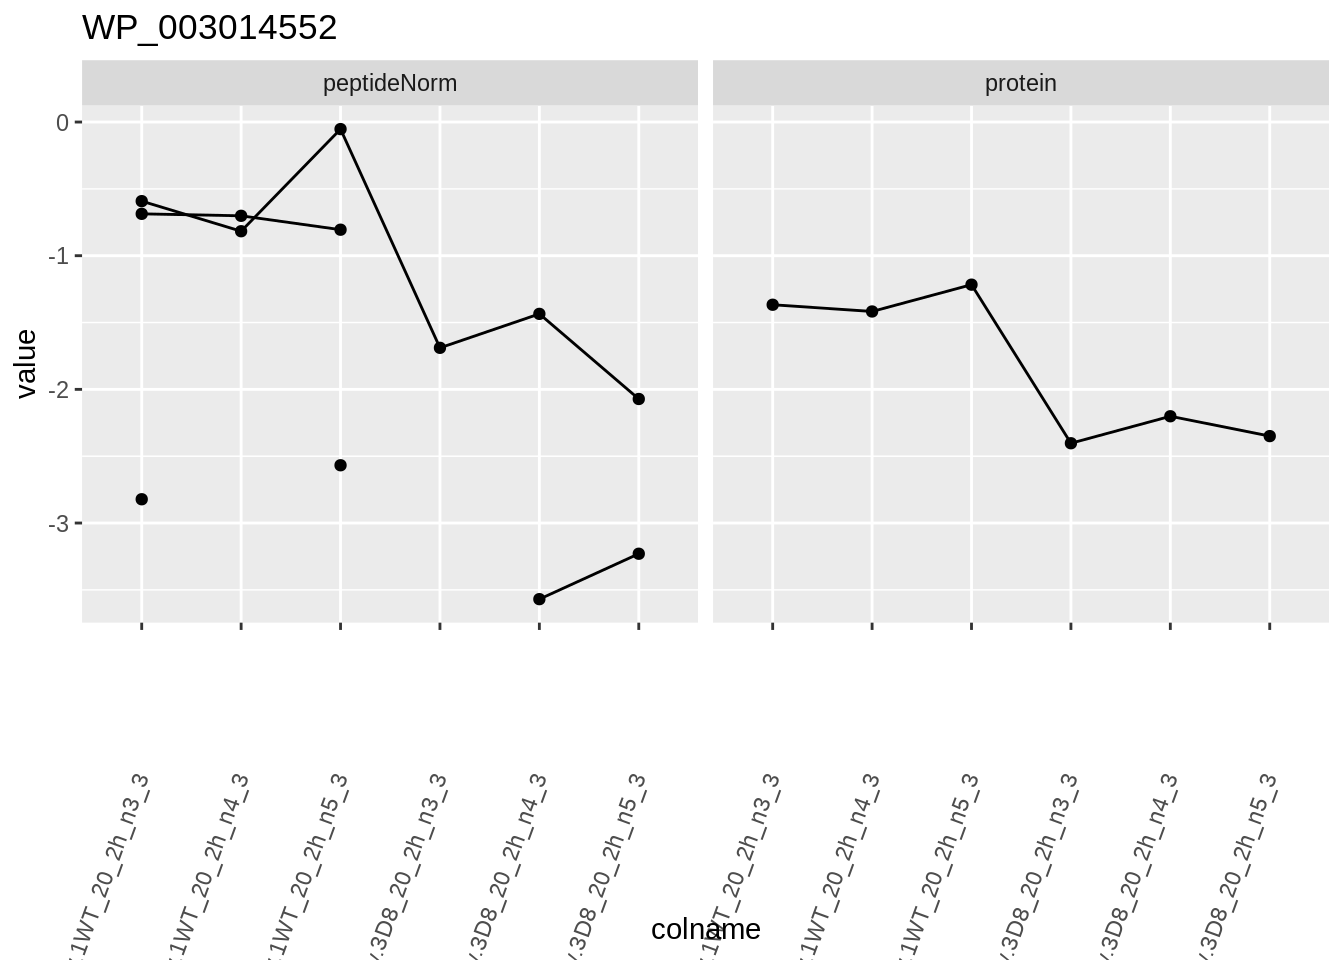 WP_003014552
peptideNorm
protein
value
0
-1
-2
-3
1WT_20_2h_n3_3
1WT_20_2h_n4_3
1WT_20_2h_n5_3
.3D8_20_2h_n3_3
.3D8_20_2h_n4_3
.3D8_20_2h_n5_3
1WT_20_2h_n3_3
1WT_20_2h_n4_3
1WT_20_2h_n5_3
.3D8_20_2h_n3_3
.3D8_20_2h_n4_3
.3D8_20_2h_n5_3
colname